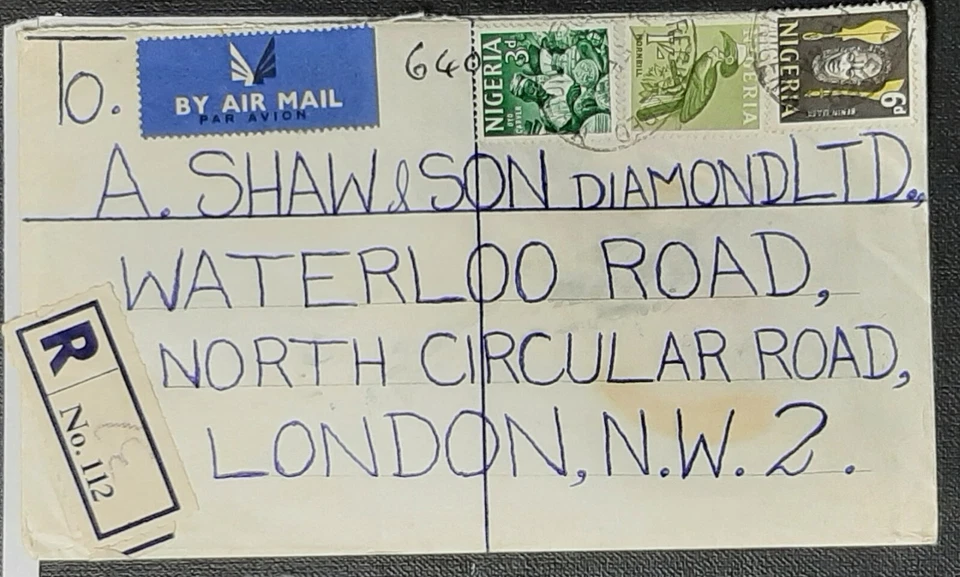 To.
BY AIR MAIL
PAR AVION
640
NIGERIA 3d
NIGERIA
HORNBILL
NIGERIA 6d
A. SHAW & SON DIAMOND LTD.,
WATERLOO ROAD,
NORTH CIRCULAR ROAD,
LONDON, N.W. 2.
R
No. 112